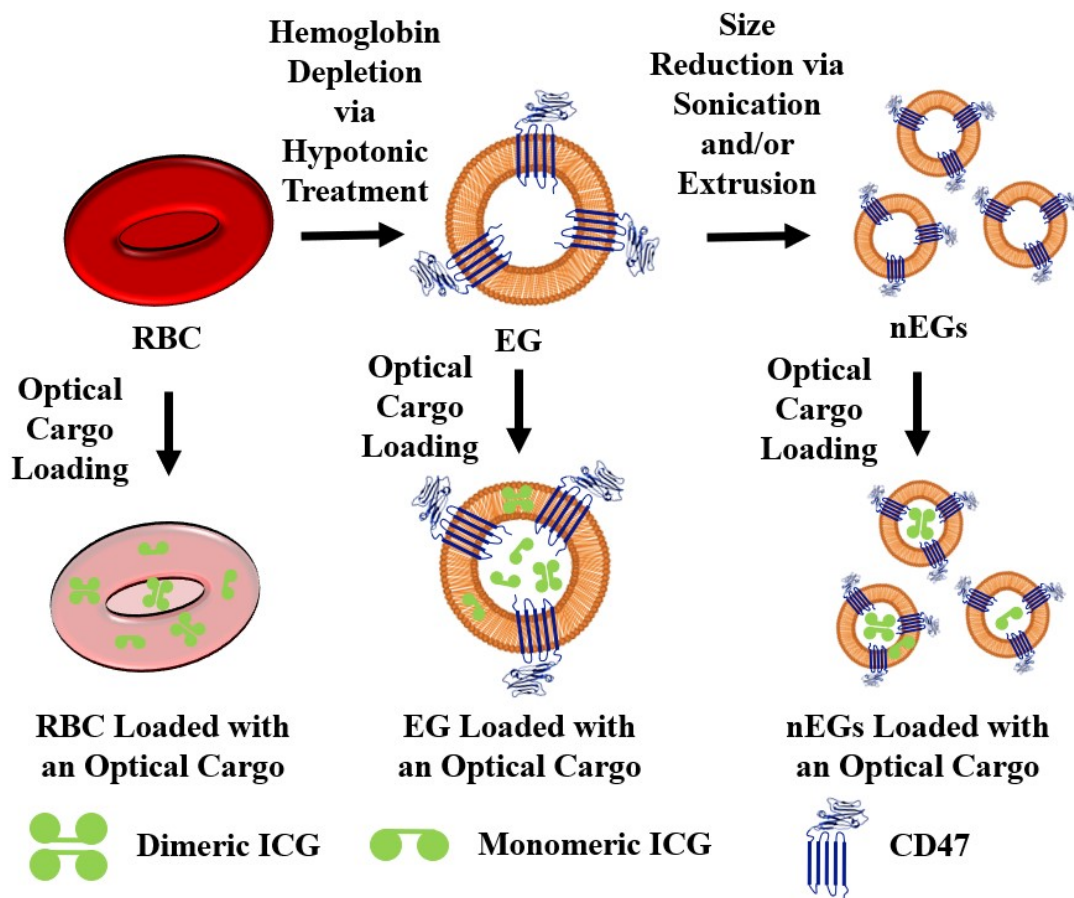 Hemoglobin
Depletion
via
Hypotonic
Treatment
Size
Reduction via
Sonication
and/or
Extrusion
RBC
EG
nEGs
Optical
Cargo
Loading
Optical
Cargo
Loading
Optical
Cargo
Loading
RBC Loaded with
an Optical Cargo
EG Loaded with
an Optical Cargo
nEGs Loaded with
an Optical Cargo
Dimeric ICG
Monomeric ICG
CD47